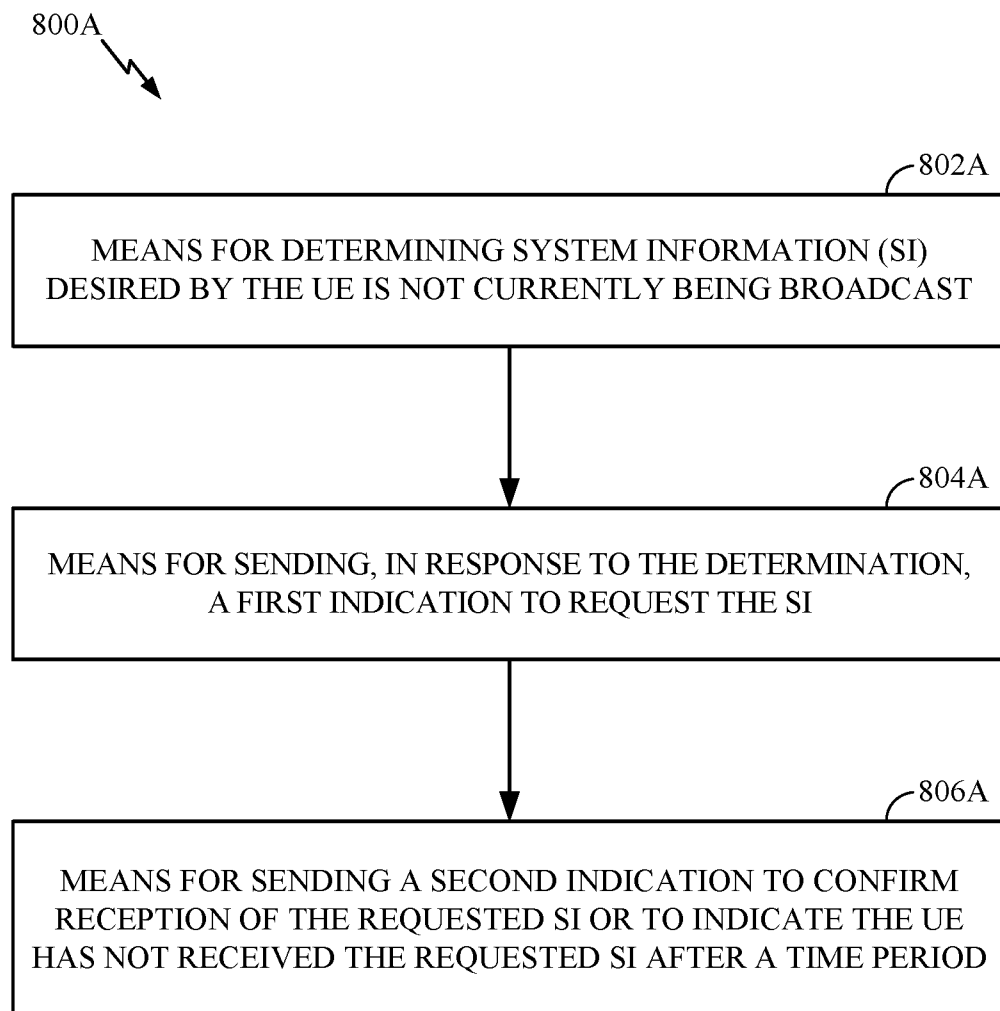 800A
802A
MEANS FOR DETERMINING SYSTEM INFORMATION (SI)
DESIRED BY THE UE IS NOT CURRENTLY BEING BROADCAST
804A
MEANS FOR SENDING, IN RESPONSE TO THE DETERMINATION,
A FIRST INDICATION TO REQUEST THE SI
806A
MEANS FOR SENDING A SECOND INDICATION TO CONFIRM
RECEPTION OF THE REQUESTED SI OR TO INDICATE THE UE
HAS NOT RECEIVED THE REQUESTED SI AFTER A TIME PERIOD